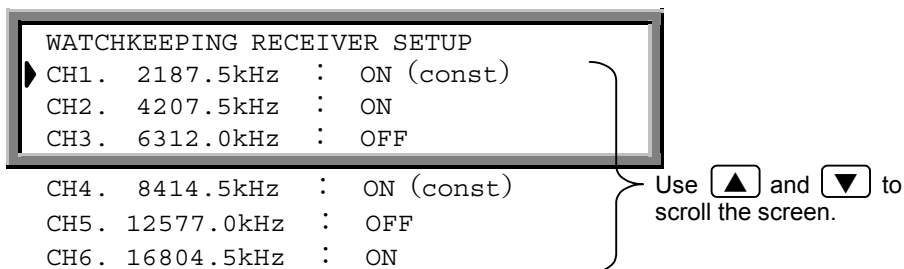 WATCHKEEPING RECEIVER SETUP
CH1. 2187.5kHz : ON (const)
CH2. 4207.5kHz : ON
CH3. 6312.0kHz : OFF
CH4. 8414.5kHz : ON (const)
CH5. 12577.0kHz : OFF
CH6. 16804.5kHz : ON
Use ▲ and ▼ to
scroll the screen.